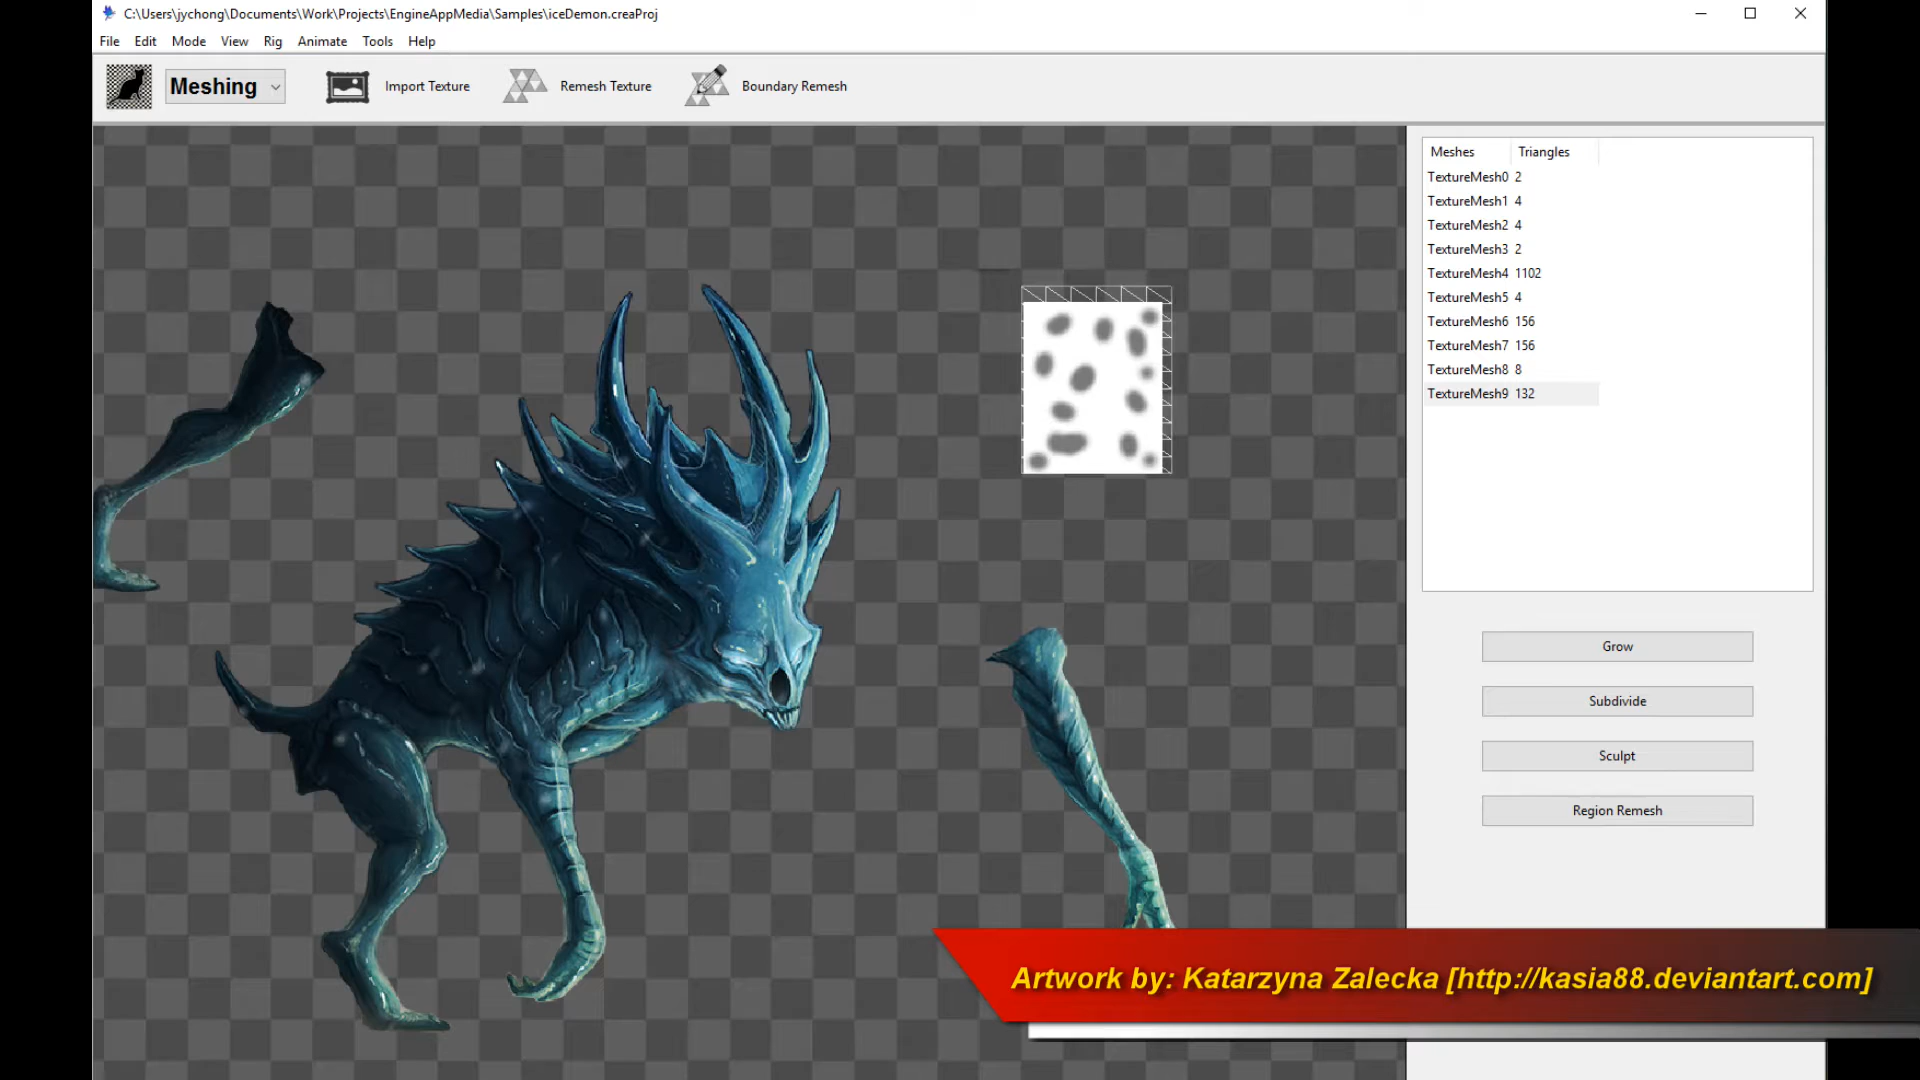 C:\Users\jychong\Documents\Work\Projects\EngineAppMedia\Samples\iceDemon.creaProj
File Edit Mode View Rig Animate Tools Help
Meshing Import Texture Remesh Texture Boundary Remesh
Meshes Triangles
TextureMesh0 2
TextureMesh1 4
TextureMesh2 4
TextureMesh3 2
TextureMesh4 1102
TextureMesh5 4
TextureMesh6 156
TextureMesh7 156
TextureMesh8 8
TextureMesh9 132
Grow
Subdivide
Sculpt
Region Remesh
Artwork by: Katarzyna Zalecka [http://kasia88.deviantart.com]